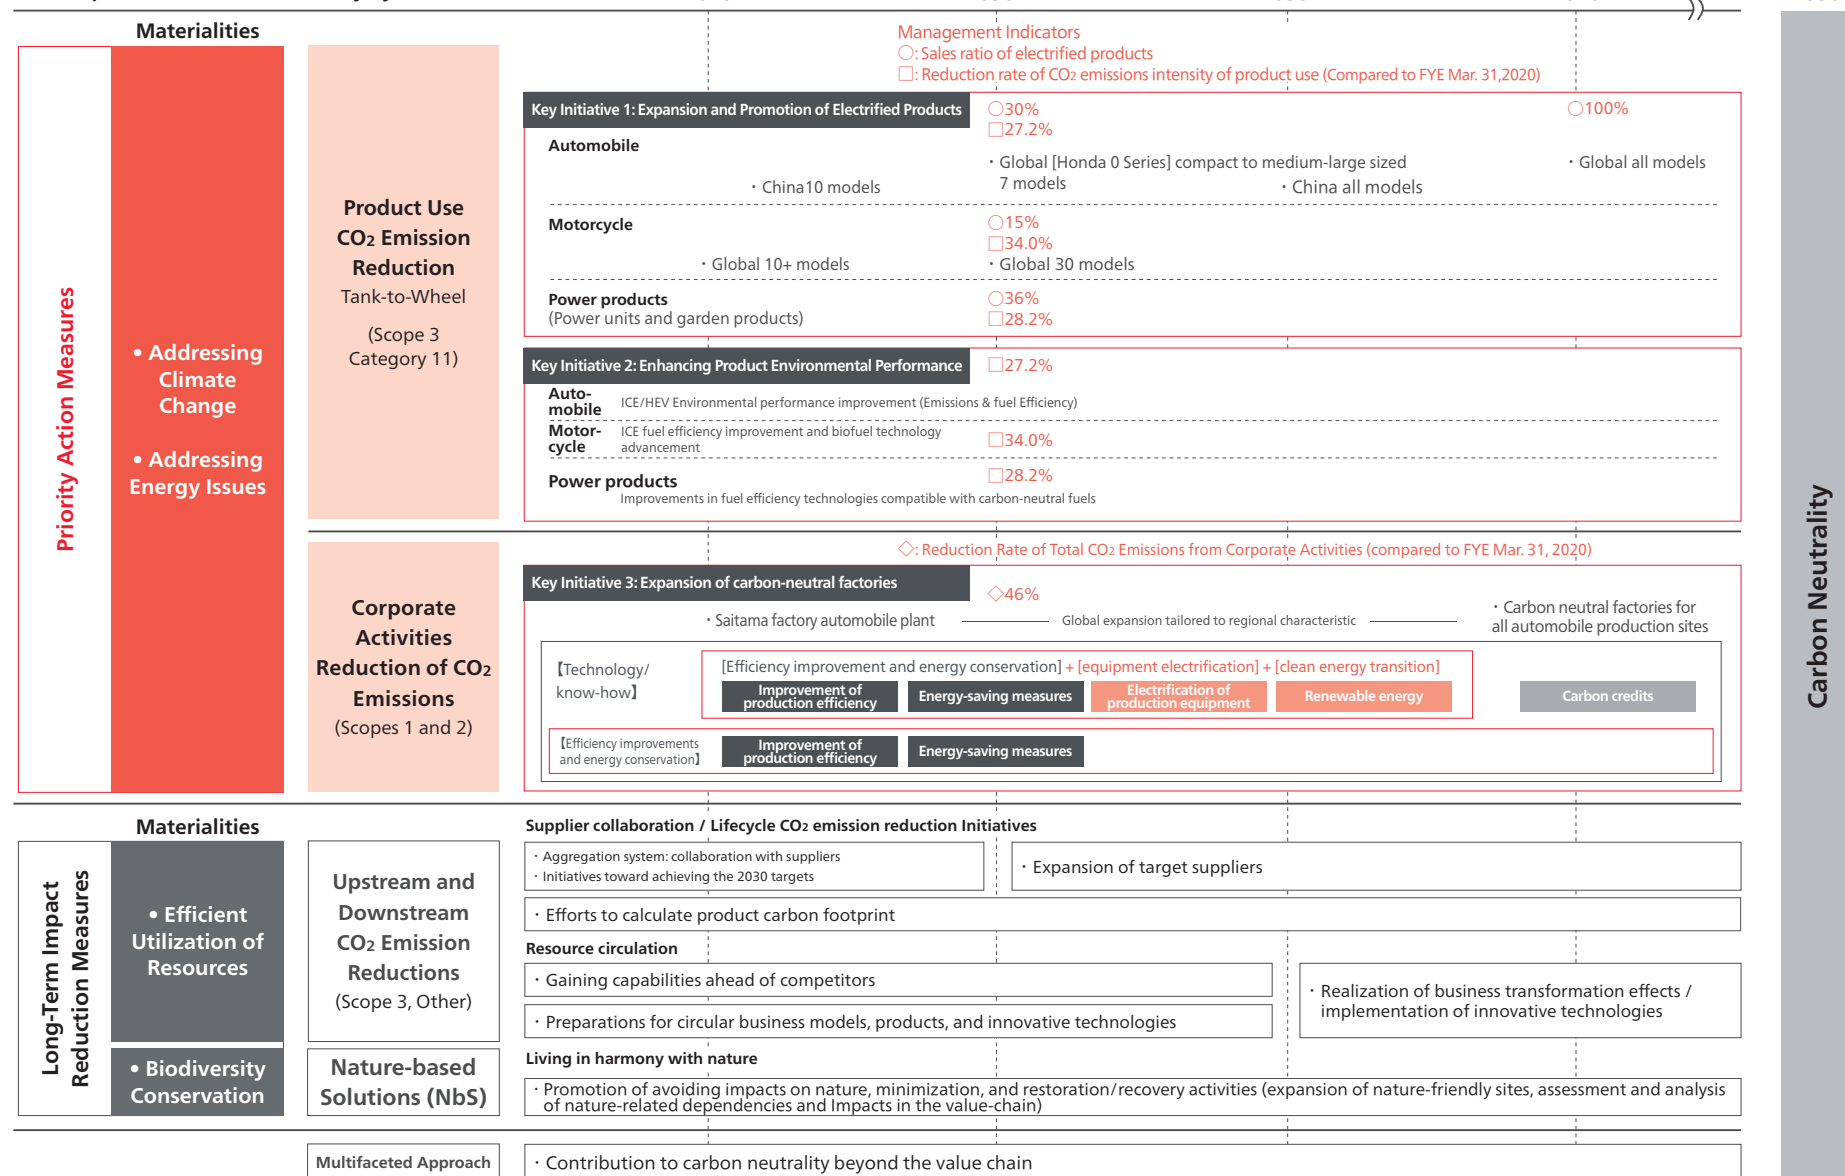 Materialities
Management Indicators
○: Sales ratio of electrified products
□: Reduction rate of CO2 emissions intensity of product use (Compared to FYE Mar. 31,2020)
Priority Action Measures
• Addressing
Climate
Change
• Addressing
Energy Issues
Product Use
CO2 Emission
Reduction
Tank-to-Wheel
(Scope 3
Category 11)
Key Initiative 1: Expansion and Promotion of Electrified Products
○30%
□27.2%
○100%
Automobile
・China10 models
・Global [Honda 0 Series] compact to medium-large sized
7 models
・China all models
・Global all models
Motorcycle
○15%
□34.0%
・Global 10+ models
・Global 30 models
Power products
(Power units and garden products)
○36%
□28.2%
Key Initiative 2: Enhancing Product Environmental Performance
□27.2%
Auto-
mobile
ICE/HEV Environmental performance improvement (Emissions & fuel Efficiency)
Motor-
cycle
ICE fuel efficiency improvement and biofuel technology
advancement
□34.0%
Power products
□28.2%
Improvements in fuel efficiency technologies compatible with carbon-neutral fuels
Corporate
Activities
Reduction of CO2
Emissions
(Scopes 1 and 2)
◇: Reduction Rate of Total CO2 Emissions from Corporate Activities (compared to FYE Mar. 31, 2020)
Key Initiative 3: Expansion of carbon-neutral factories
◇46%
・Saitama factory automobile plant
Global expansion tailored to regional characteristic
・Carbon neutral factories for
all automobile production sites
【Technology/
know-how】
[Efficiency improvement and energy conservation] + [equipment electrification] + [clean energy transition]
Improvement of
production efficiency
Energy-saving measures
Electrification of
production equipment
Renewable energy
Carbon credits
【Efficiency improvements
and energy conservation】
Improvement of
production efficiency
Energy-saving measures
Carbon Neutrality
Materialities
Long-Term Impact
Reduction Measures
• Efficient
Utilization of
Resources
• Biodiversity
Conservation
Upstream and
Downstream
CO2 Emission
Reductions
(Scope 3, Other)
Nature-based
Solutions (NbS)
Supplier collaboration / Lifecycle CO2 emission reduction Initiatives
・Aggregation system: collaboration with suppliers
・Initiatives toward achieving the 2030 targets
・Expansion of target suppliers
・Efforts to calculate product carbon footprint
Resource circulation
・Gaining capabilities ahead of competitors
・Preparations for circular business models, products, and innovative technologies
・Realization of business transformation effects /
implementation of innovative technologies
Living in harmony with nature
・Promotion of avoiding impacts on nature, minimization, and restoration/recovery activities (expansion of nature-friendly sites, assessment and analysis
of nature-related dependencies and Impacts in the value-chain)
Multifaceted Approach
・Contribution to carbon neutrality beyond the value chain